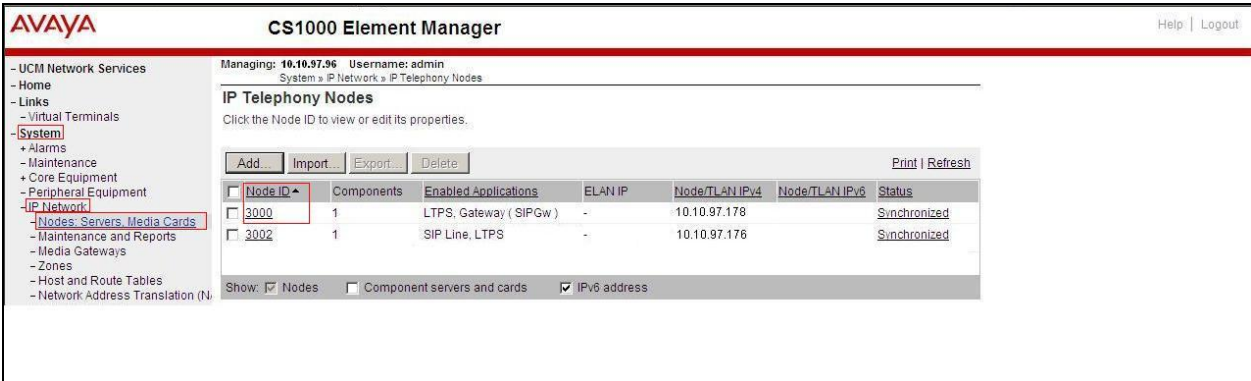 AVAYA
CS1000 Element Manager
Help | Logout
- UCM Network Services
- Home
- Links
- Virtual Terminals
- System
+ Alarms
- Maintenance
+ Core Equipment
- Peripheral Equipment
- IP Network
- Nodes: Servers, Media Cards
- Maintenance and Reports
- Media Gateways
- Zones
- Host and Route Tables
- Network Address Translation (N
Managing: 10.10.97.96 Username: admin
System » IP Network » IP Telephony Nodes
IP Telephony Nodes
Click the Node ID to view or edit its properties.
Add... Import... Export... Delete Print | Refresh
Node ID Components Enabled Applications ELAN IP Node/TLAN IPv4 Node/TLAN IPv6 Status
3000 1 LTPS, Gateway ( SIPGw ) - 10.10.97.178 Synchronized
3002 1 SIP Line, LTPS - 10.10.97.176 Synchronized
Show: Nodes Component servers and cards IPv6 address